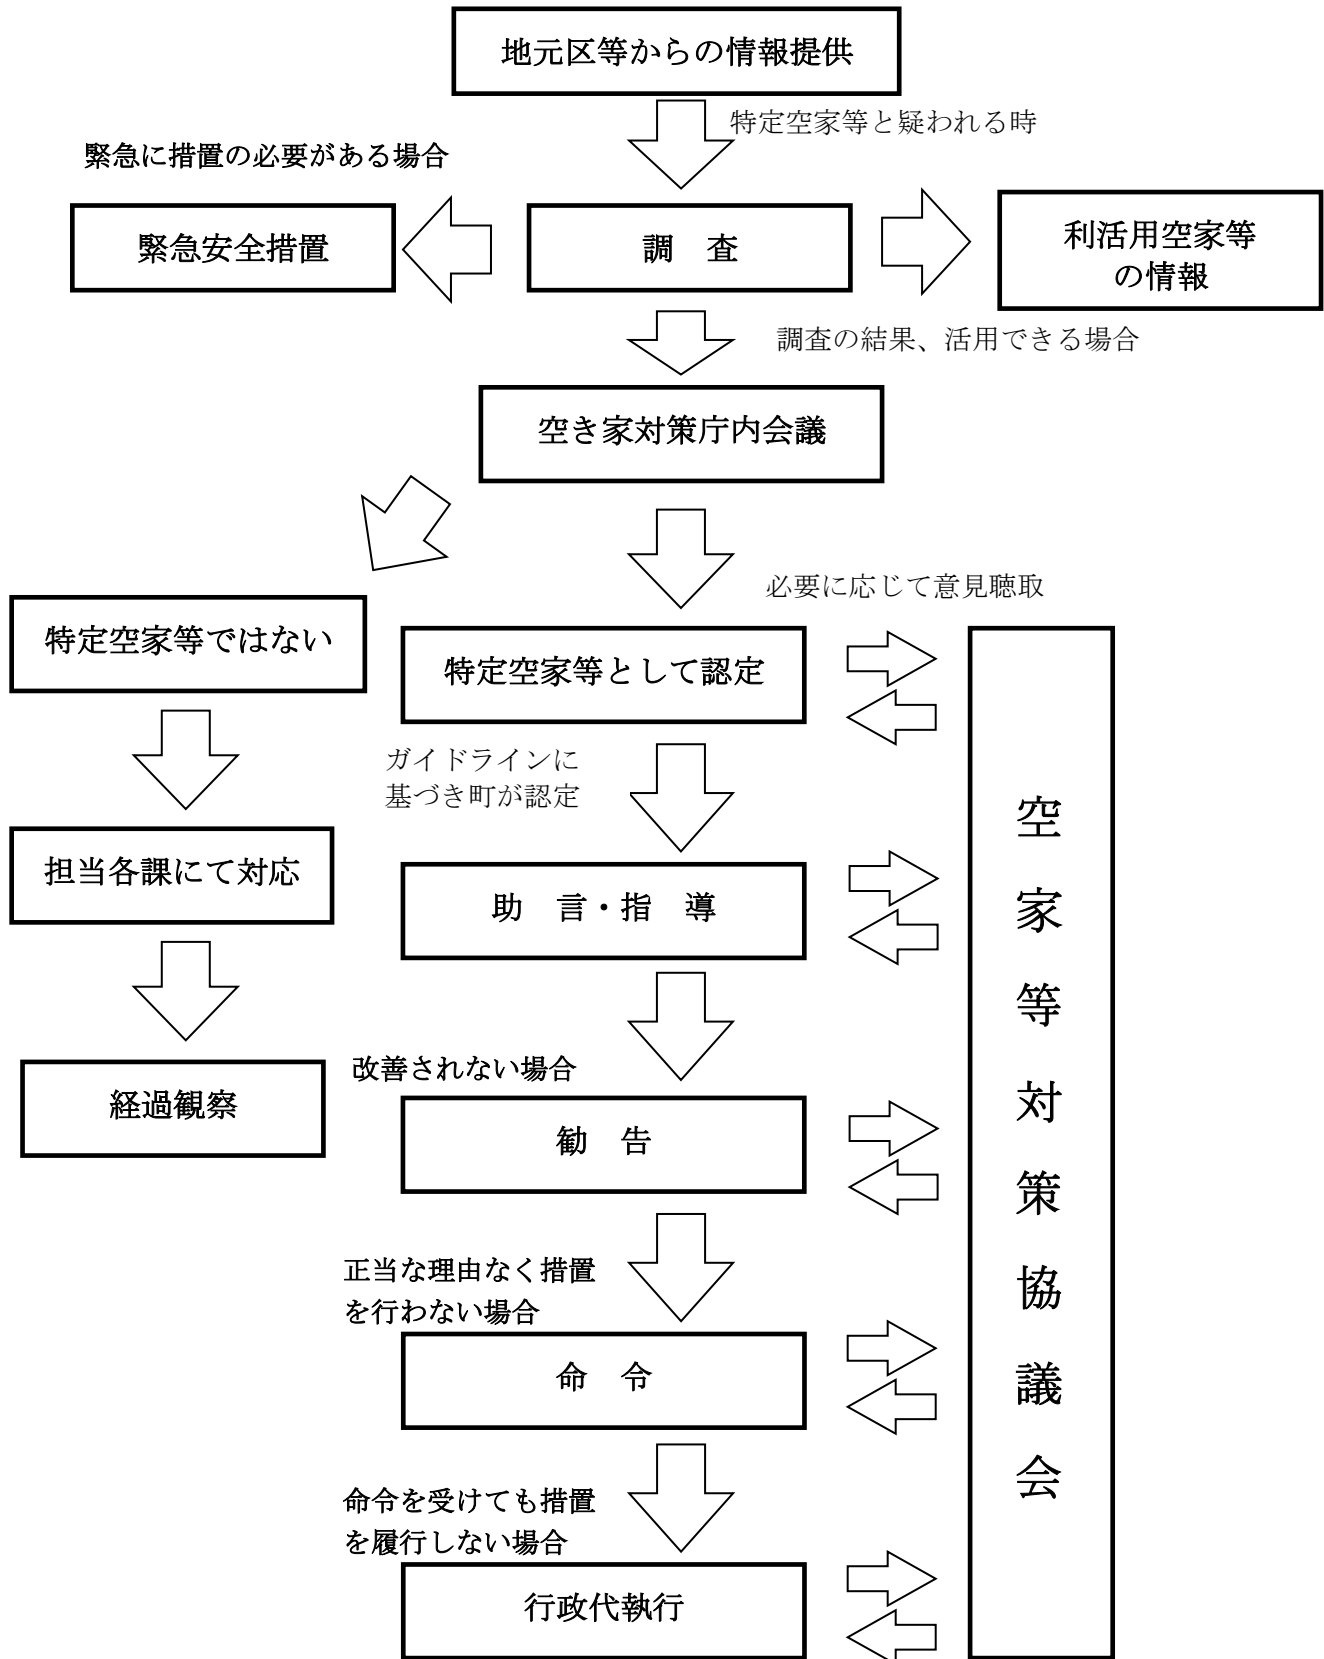 地元区等からの情報提供
特定空家等と疑われる時
緊急に措置の必要がある場合
緊急安全措置
調　査
利活用空家等
の情報
調査の結果、活用できる場合
空き家対策庁内会議
必要に応じて意見聴取
特定空家等ではない
特定空家等として認定
ガイドラインに
基づき町が認定
担当各課にて対応
助　言・指　導
経過観察
改善されない場合
勧　告
正当な理由なく措置
を行わない場合
命　令
命令を受けても措置
を履行しない場合
行政代執行
空家等対策協議会